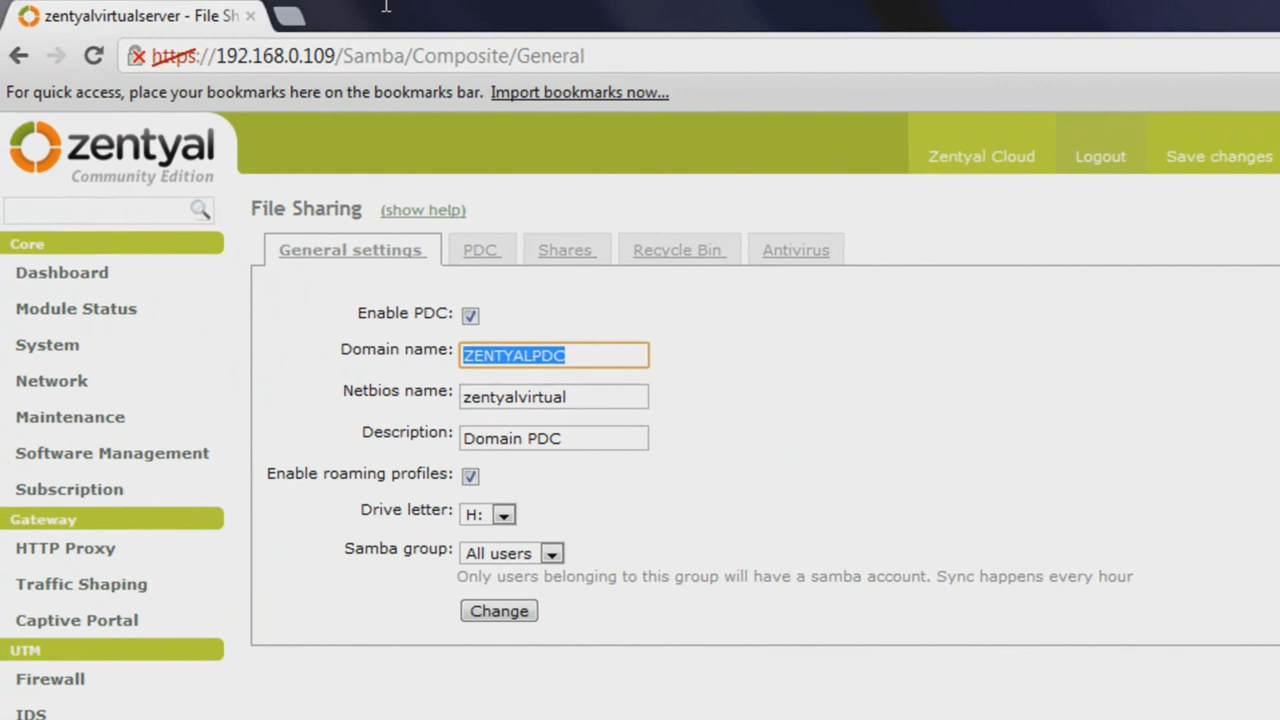 zentyalvirtualserver - File Sh
https://192.168.0.109/Samba/Composite/General
For quick access, place your bookmarks here on the bookmarks bar. Import bookmarks now...
zentyal
Community Edition
Zentyal Cloud
Logout
Save changes
File Sharing (show help)
Core
Dashboard
Module Status
System
Network
Maintenance
Software Management
Subscription
Gateway
HTTP Proxy
Traffic Shaping
Captive Portal
UTM
Firewall
IDS
General settings
PDC
Shares
Recycle Bin
Antivirus
Enable PDC:
Domain name: ZENTYALPDC
Netbios name: zentyalvirtual
Description: Domain PDC
Enable roaming profiles:
Drive letter: H:
Samba group: All users
Only users belonging to this group will have a samba account. Sync happens every hour
Change